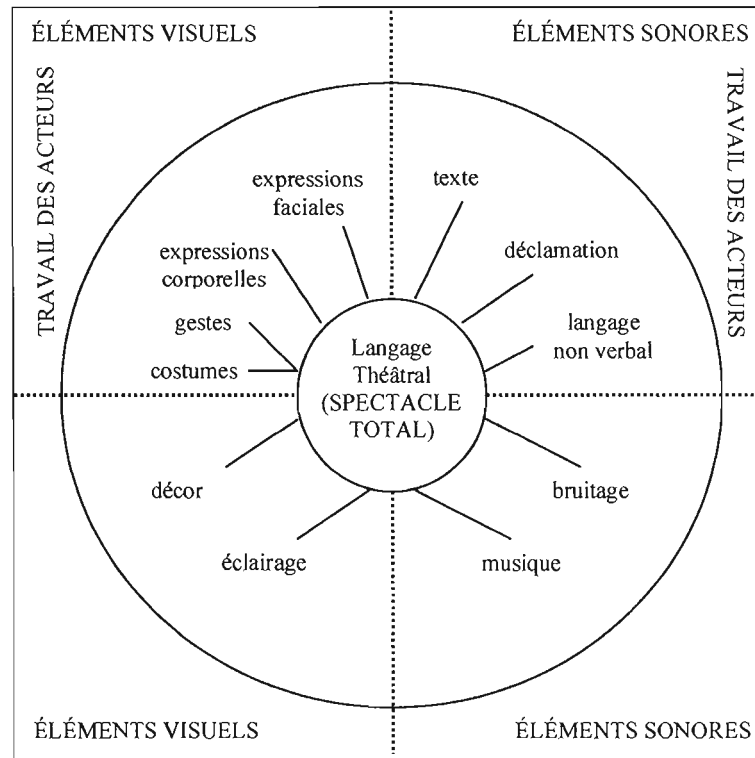 ÉLÉMENTS VISUELS
ÉLÉMENTS SONORES
TRAVAIL DES ACTEURS
TRAVAIL DES ACTEURS
expressions
faciales
texte
expressions
corporelles
déclamation
gestes
langage
non verbal
costumes
Langage
Théâtral
(SPECTACLE
TOTAL)
décor
bruitage
éclairage
musique
ÉLÉMENTS VISUELS
ÉLÉMENTS SONORES